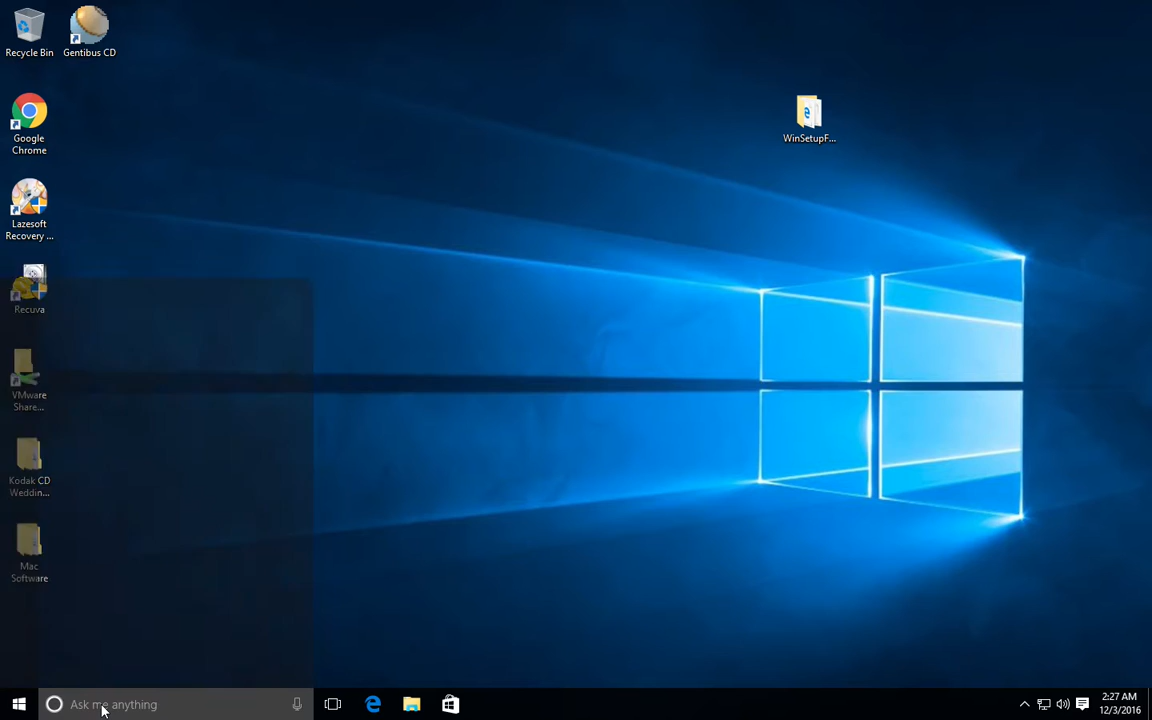 Recycle Bin
Gentibus CD
Google
Chrome
WinSetupF...
Lazesoft
Recovery ...
Recuva
VMware
Share...
Kodak CD
Weddin...
Mac
Software
Ask me anything
2:27 AM
12/3/2016